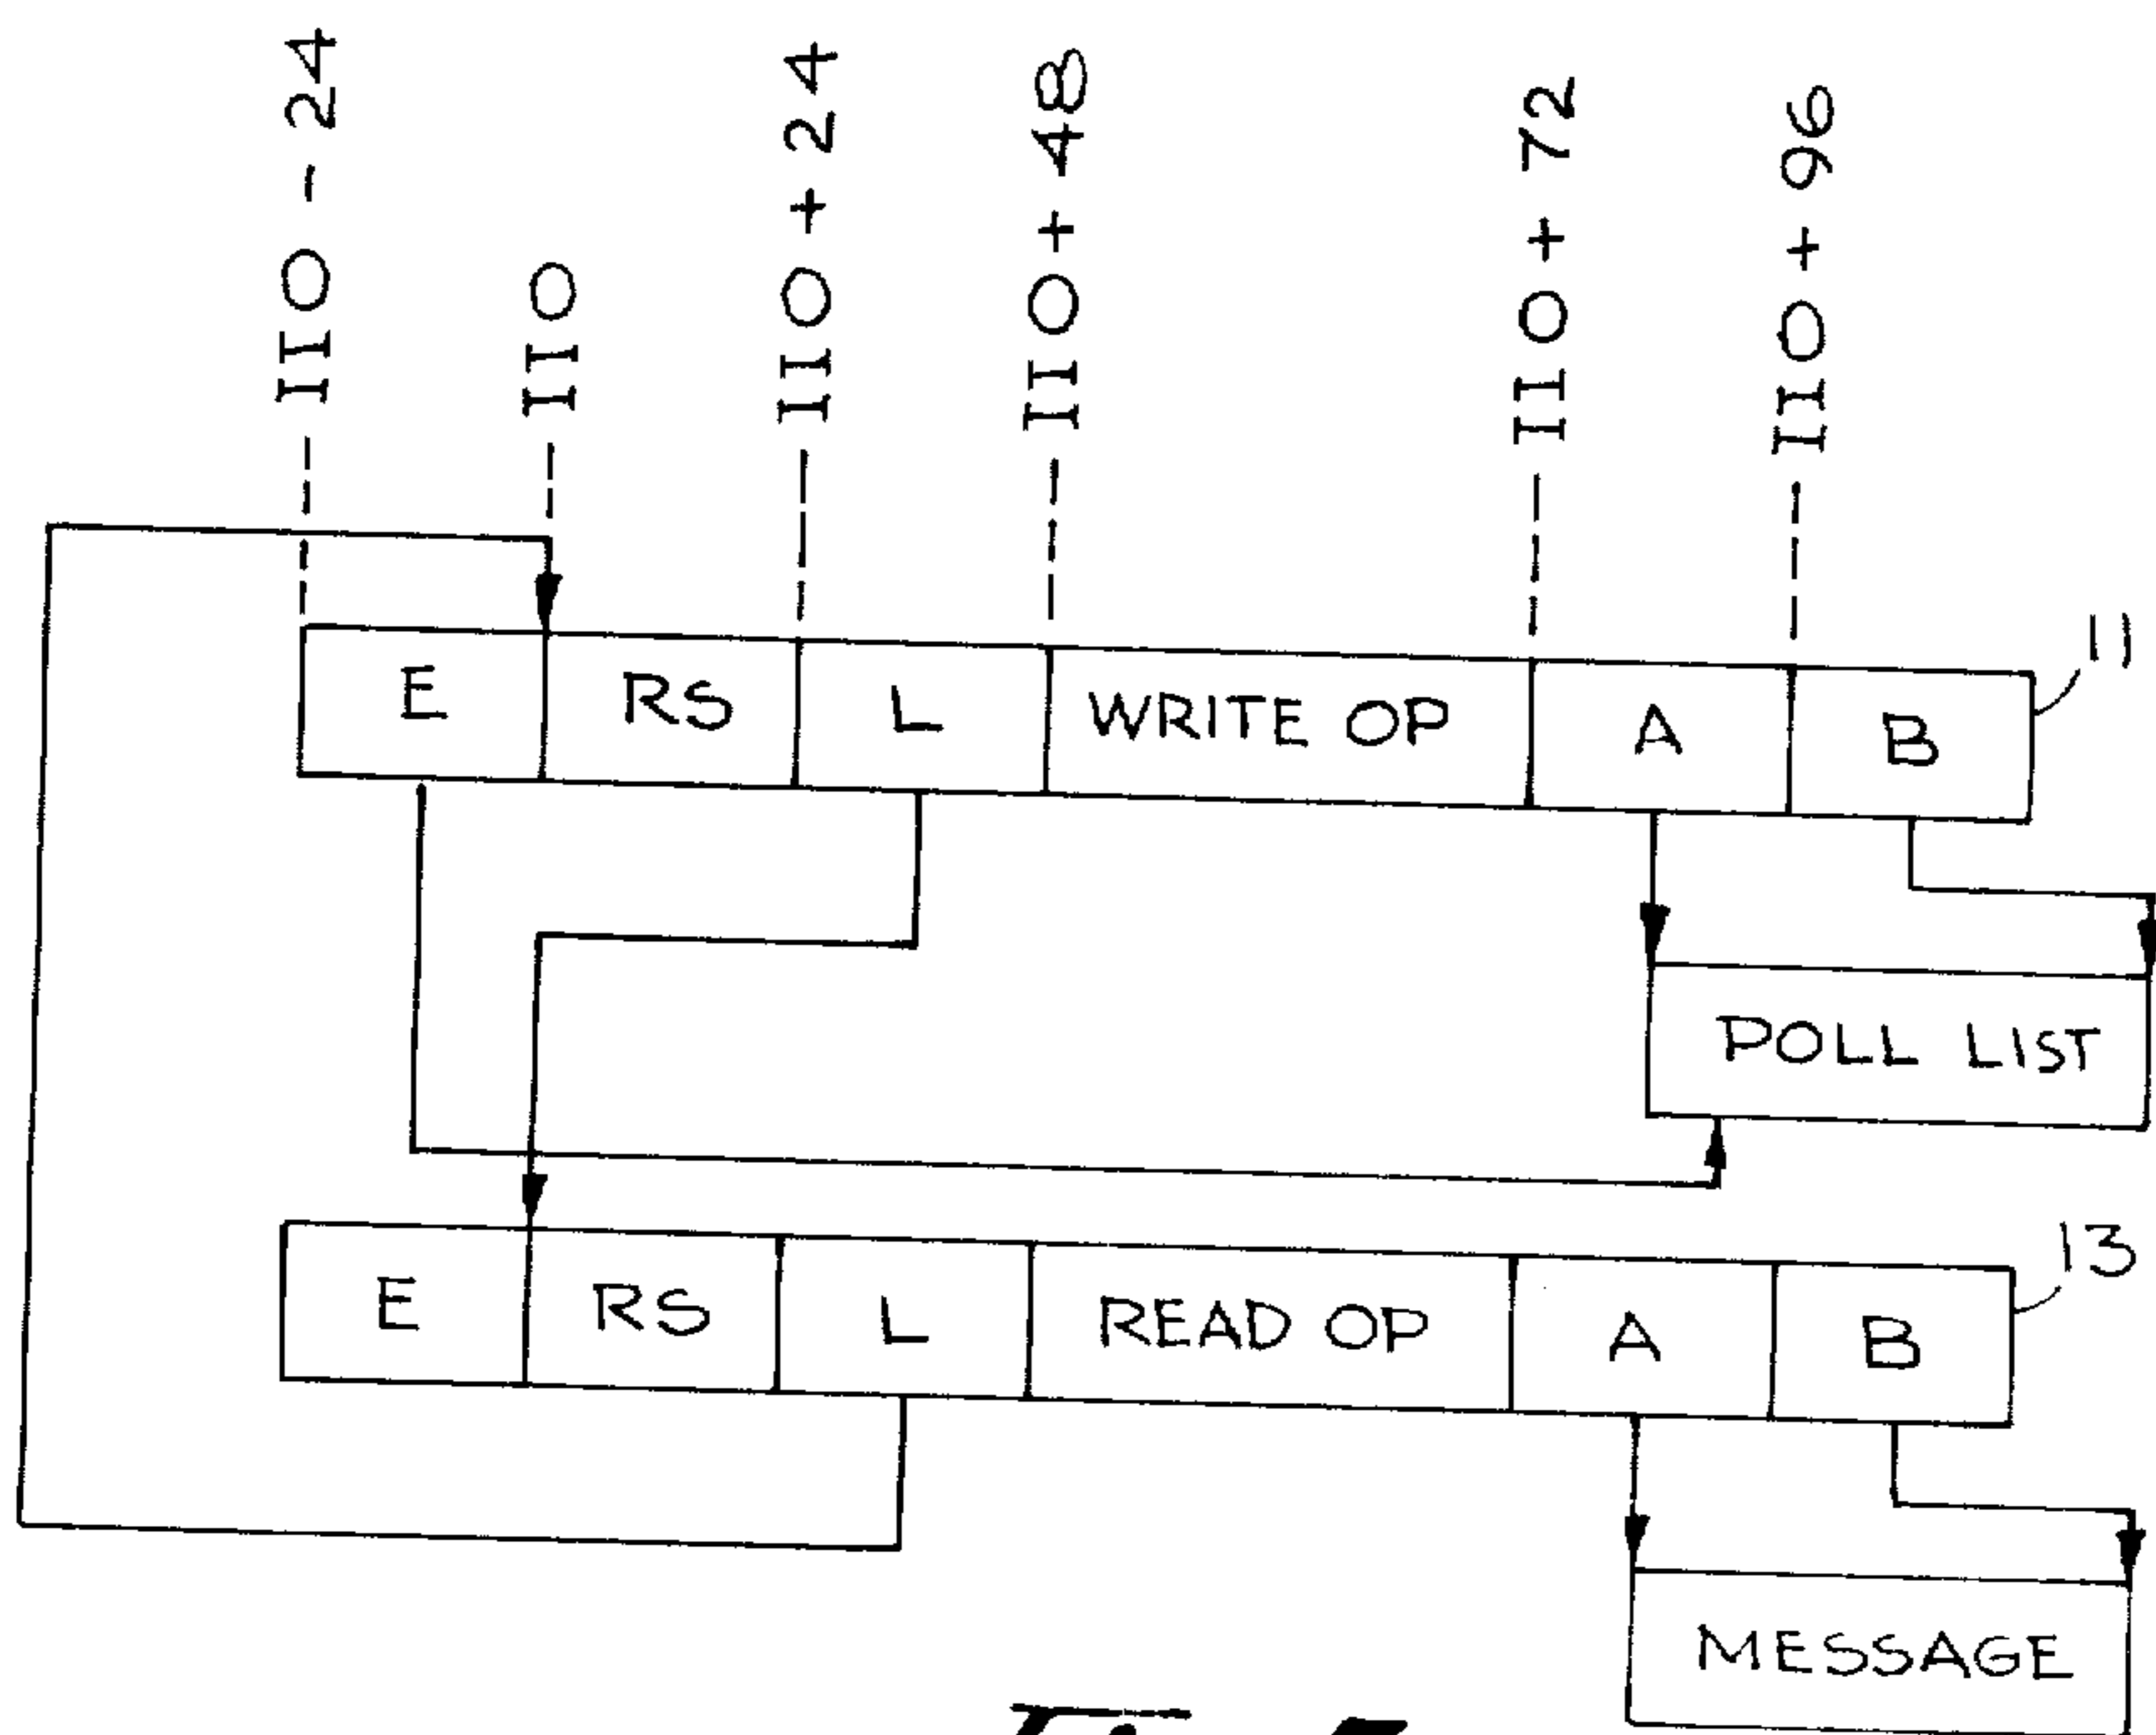 IIO - 24
IIO
IIO + 24
IIO + 48
IIO + 72
IIO + 96
E RS L WRITE OP A B
11
POLL LIST
E RS L READ OP A B
13
MESSAGE